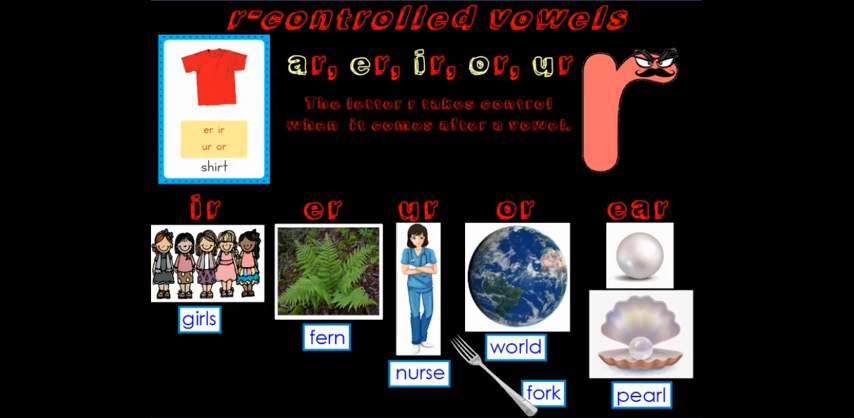 r-controlled vowels
ar, er, ir, or, ur
The letter r takes control
when it comes after a vowel.
r
er ir
ur or
shirt
ir er ur or ear
girls
fern
nurse
world
fork
pearl